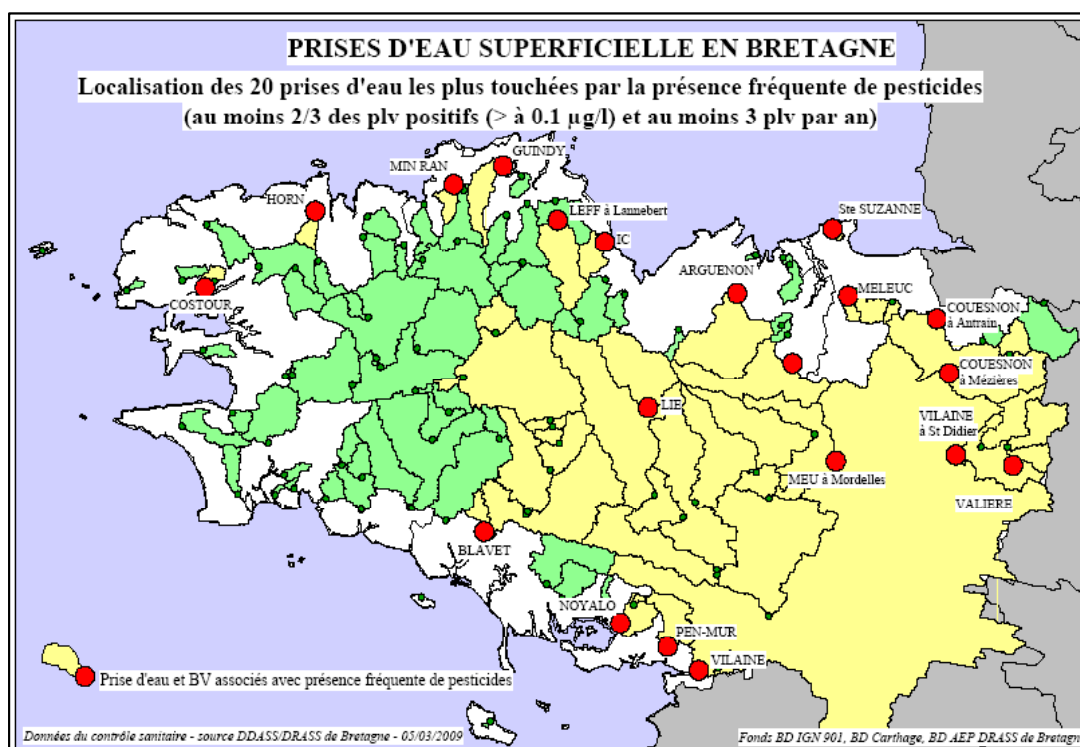 PRISES D'EAU SUPERFICIELLE EN BRETAGNE
Localisation des 20 prises d'eau les plus touchées par la présence fréquente de pesticides
(au moins 2/3 des plv positifs (> à 0.1 µg/l) et au moins 3 plv par an)
GUINDY
MIN RAN
HORN
LEFF à Lannebert
Ste SUZANNE
IC
ARGUENON
MELEUC
COSTOUR
COUESNON
à Antrain
COUESNON
à Mézières
LIE
VILAINE
à St Didier
MEU à Mordelles
VALIERE
BLAVET
NOYALO
PEN-MUR
VILAINE
Prise d'eau et BV associés avec présence fréquente de pesticides
Données du contrôle sanitaire - source DDASS/DRASS de Bretagne - 05/03/2009
Fonds BD IGN 901, BD Carthage, BD AEP DRASS de Bretagn